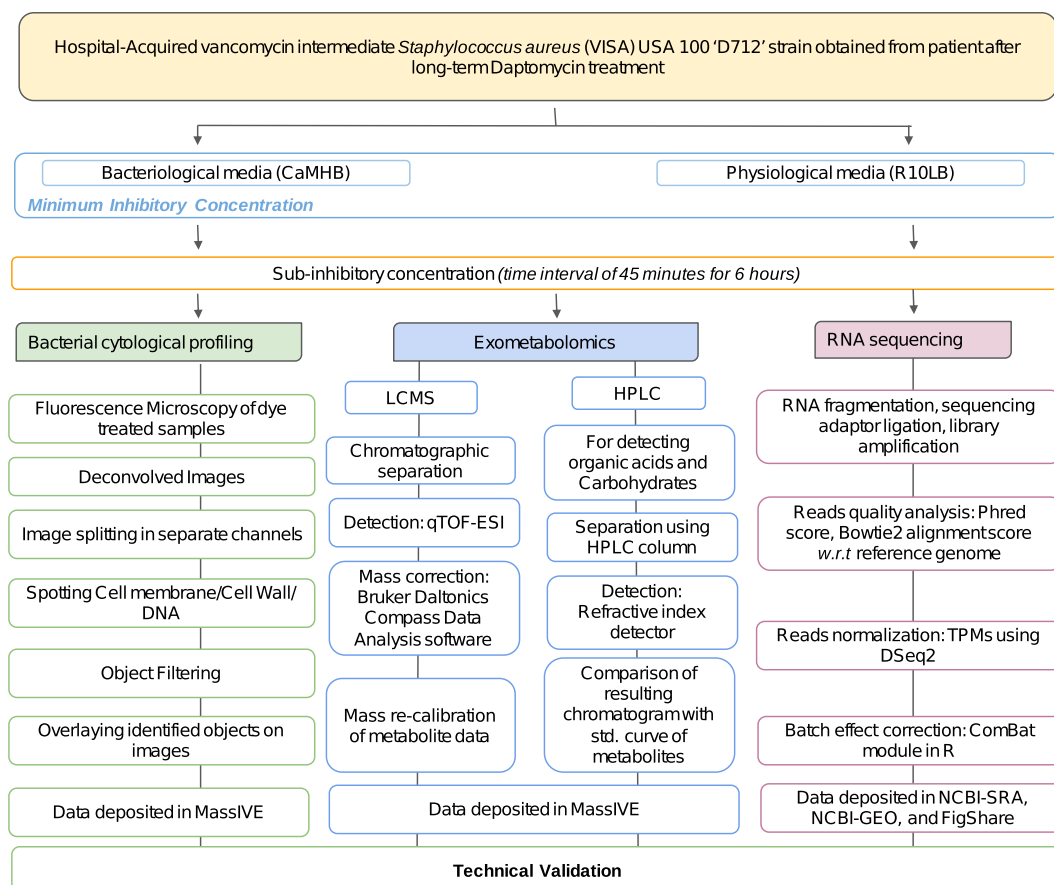 Hospital-Acquired vancomycin intermediate Staphylococcus aureus (VISA) USA 100 ‘D712’ strain obtained from patient after
long-term Daptomycin treatment
Bacteriological media (CaMHB)
Physiological media (R10LB)
Minimum Inhibitory Concentration
Sub-inhibitory concentration (time interval of 45 minutes for 6 hours)
Bacterial cytological profiling
Fluorescence Microscopy of dye
treated samples
Deconvolved Images
Image splitting in separate channels
Spotting Cell membrane/Cell Wall/
DNA
Object Filtering
Overlaying identified objects on
images
Data deposited in MassIVE
Exometabolomics
LCMS
Chromatographic
separation
Detection: qTOF-ESI
Mass correction:
Bruker Daltonics
Compass Data
Analysis software
Mass re-calibration
of metabolite data
HPLC
For detecting
organic acids and
Carbohydrates
Separation using
HPLC column
Detection:
Refractive index
detector
Comparison of
resulting
chromatogram with
std. curve of
metabolites
Data deposited in MassIVE
RNA sequencing
RNA fragmentation, sequencing
adaptor ligation, library
amplification
Reads quality analysis: Phred
score, Bowtie2 alignment score
w.r.t reference genome
Reads normalization: TPMs using
DSeq2
Batch effect correction: ComBat
module in R
Data deposited in NCBI-SRA,
NCBI-GEO, and FigShare
Technical Validation